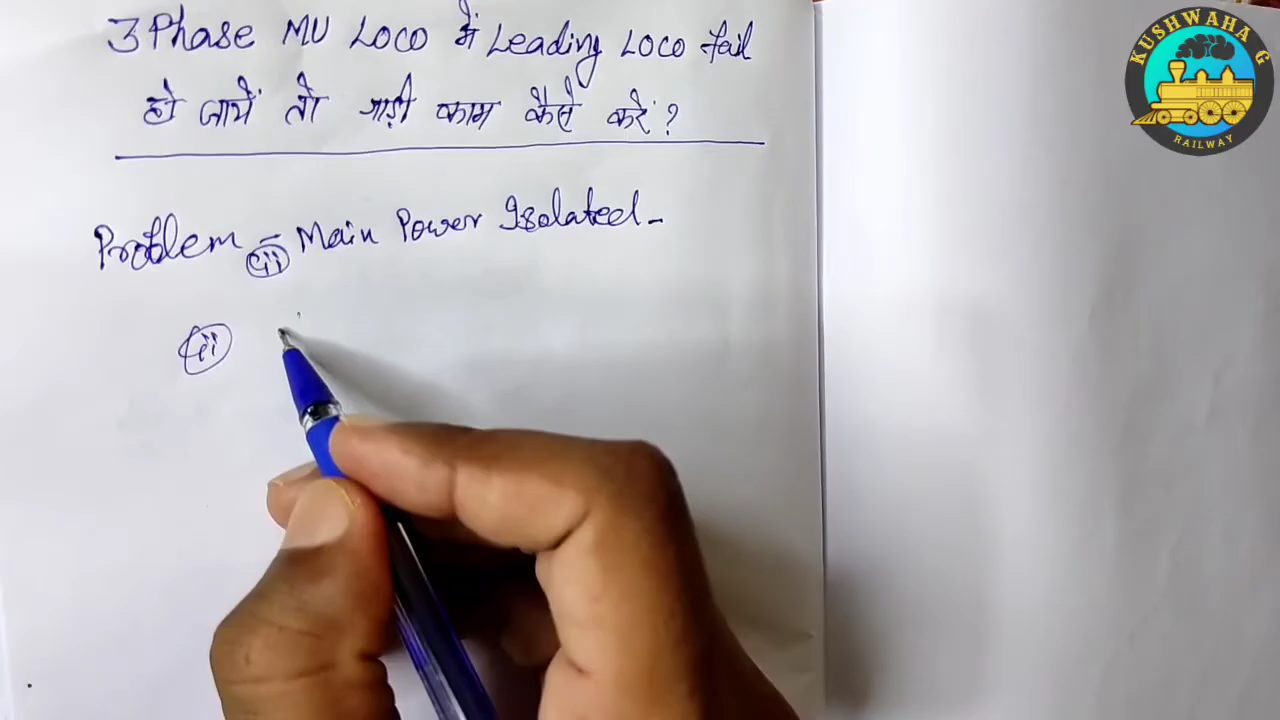 3 Phase MU Loco में Leading Loco fail
हो जायें तो गाड़ी काम कैसे करें?
Problem - Main Power Isolated -
(i)
(ii)
KUSHWAHA G
RAILWAY